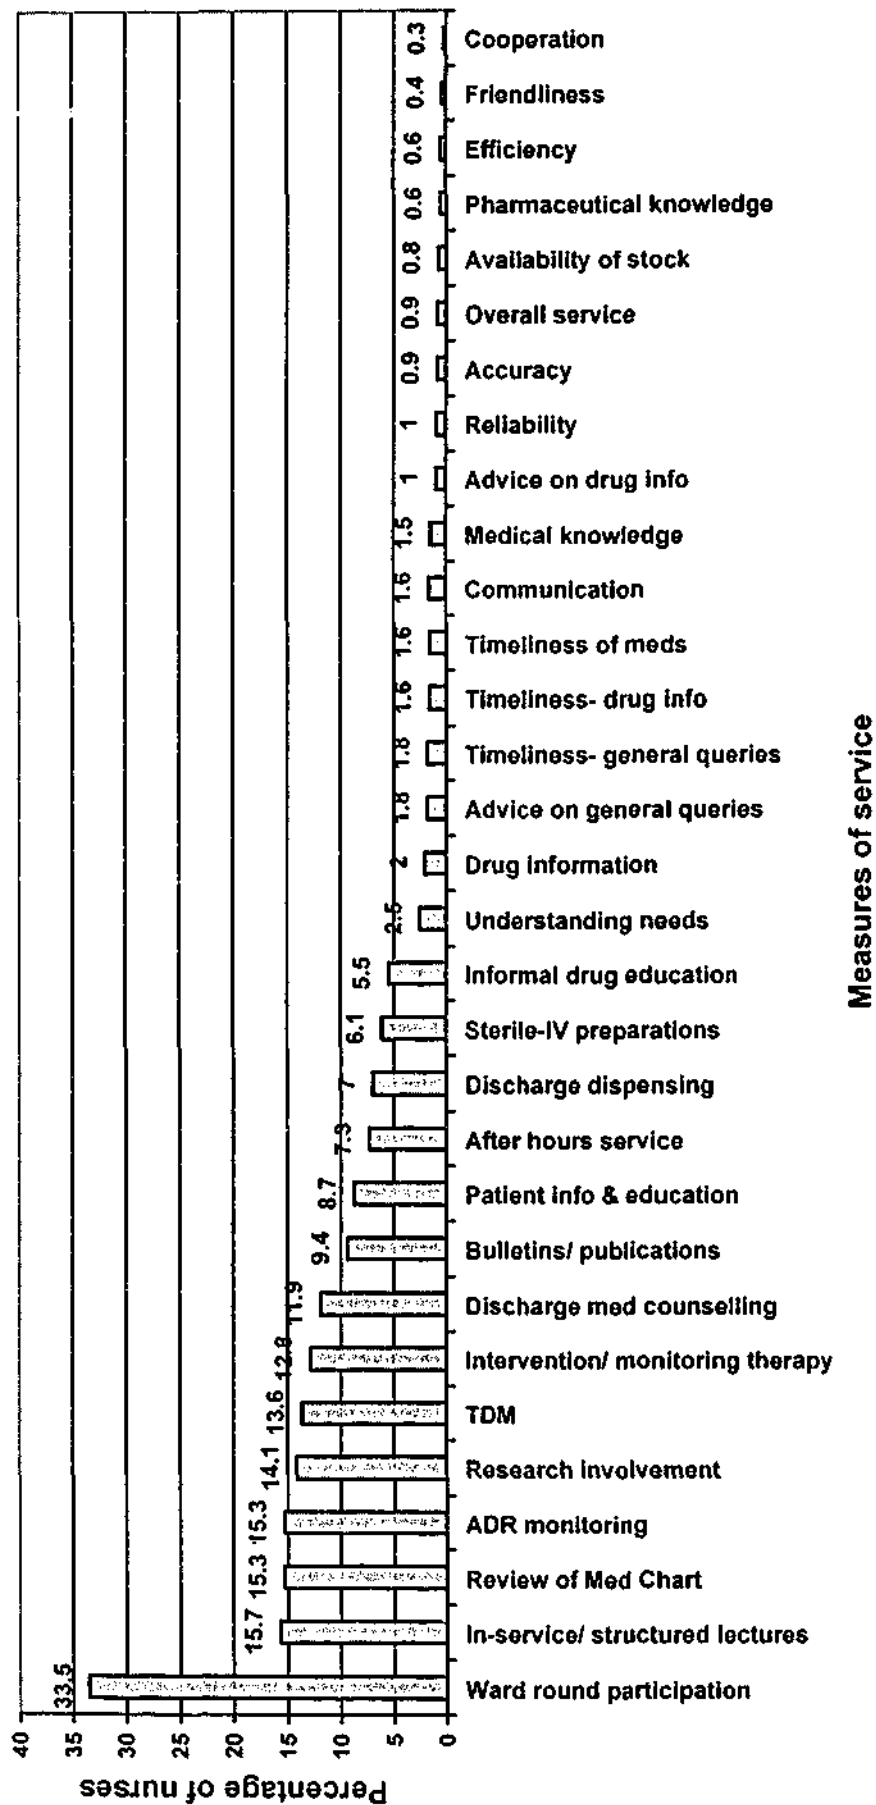 0.3 Cooperation
0.4 Friendliness
0.6 Efficiency
0.6 Pharmaceutical knowledge
0.8 Availability of stock
0.9 Overall service
0.9 Accuracy
1 Reliability
1 Advice on drug info
1.5 Medical knowledge
1.6 Communication
1.6 Timeliness of meds
1.6 Timeliness- drug info
1.8 Timeliness- general queries
1.8 Advice on general queries
2 Drug information
2.5 Understanding needs
5.5 Informal drug education
6.1 Sterile-IV preparations
7 Discharge dispensing
7.3 After hours service
8.7 Patient info & education
9.4 Bulletins/ publications
11.9 Discharge med counselling
12.8 Intervention/ monitoring therapy
13.6 TDM
14.1 Research involvement
15.3 ADR monitoring
15.3 Review of Med Chart
15.7 In-service/ structured lectures
33.5 Ward round participation
40 35 30 25 20 15 10 5 0
Percentage of nurses
Measures of service